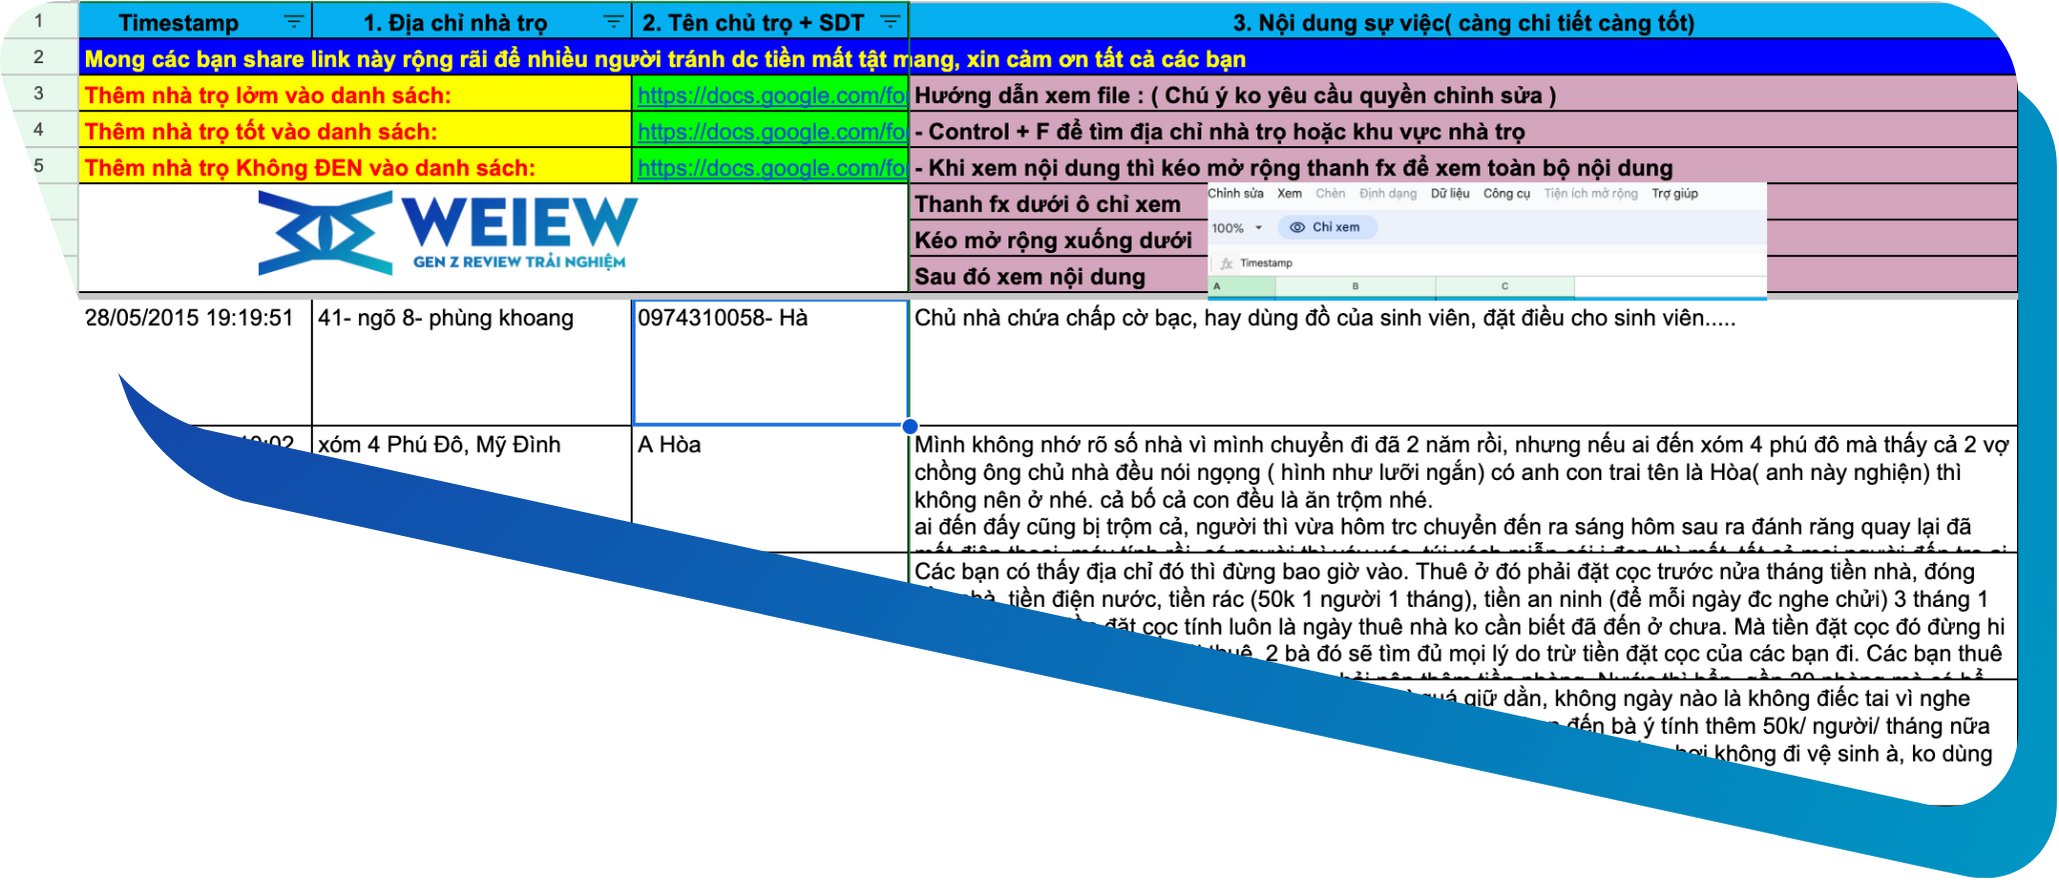 1 Timestamp 1. Địa chỉ nhà trọ 2. Tên chủ trọ + SDT 3. Nội dung sự việc( càng chi tiết càng tốt)
2 Mong các bạn share link này rộng rãi để nhiều người tránh dc tiền mất tật mang, xin cảm ơn tất cả các bạn
3 Thêm nhà trọ lởm vào danh sách: https://docs.google.com/fo Hướng dẫn xem file : ( Chú ý ko yêu cầu quyền chỉnh sửa )
4 Thêm nhà trọ tốt vào danh sách: https://docs.google.com/fo - Control + F để tìm địa chỉ nhà trọ hoặc khu vực nhà trọ
5 Thêm nhà trọ Không ĐEN vào danh sách: https://docs.google.com/fo - Khi xem nội dung thì kéo mở rộng thanh fx để xem toàn bộ nội dung
WEIEW
GEN Z REVIEW TRẢI NGHIỆM
Thanh fx dưới ô chỉ xem
Kéo mở rộng xuống dưới
Sau đó xem nội dung
Chỉnh sửa Xem Chèn Định dạng Dữ liệu Công cụ Tiện ích mở rộng Trợ giúp
100% Chỉ xem
fx Timestamp
A B C
28/05/2015 19:19:51 41- ngõ 8- phùng khoang 0974310058- Hà Chủ nhà chứa chấp cờ bạc, hay dùng đồ của sinh viên, đặt điều cho sinh viên.....
xóm 4 Phú Đô, Mỹ Đình A Hòa Mình không nhớ rõ số nhà vì mình chuyển đi đã 2 năm rồi, nhưng nếu ai đến xóm 4 phú đô mà thấy cả 2 vợ
chồng ông chủ nhà đều nói ngọng ( hình như lưỡi ngắn) có anh con trai tên là Hòa( anh này nghiện) thì
không nên ở nhé. cả bố cả con đều là ăn trộm nhé.
ai đến đấy cũng bị trộm cả, người thì vừa hôm trc chuyển đến ra sáng hôm sau ra đánh răng quay lại đã
Các bạn có thấy địa chỉ đó thì đừng bao giờ vào. Thuê ở đó phải đặt cọc trước nửa tháng tiền nhà, đóng
tiền điện nước, tiền rác (50k 1 người 1 tháng), tiền an ninh (để mỗi ngày đc nghe chửi) 3 tháng 1
đặt cọc tính luôn là ngày thuê nhà ko cần biết đã đến ở chưa. Mà tiền đặt cọc đó đừng hi
2 bà đó sẽ tìm đủ mọi lý do trừ tiền đặt cọc của các bạn đi. Các bạn thuê
quá giữ dằn, không ngày nào là không điếc tai vì nghe
đến bà ý tính thêm 50k/ người/ tháng nữa
không đi vệ sinh à, ko dùng